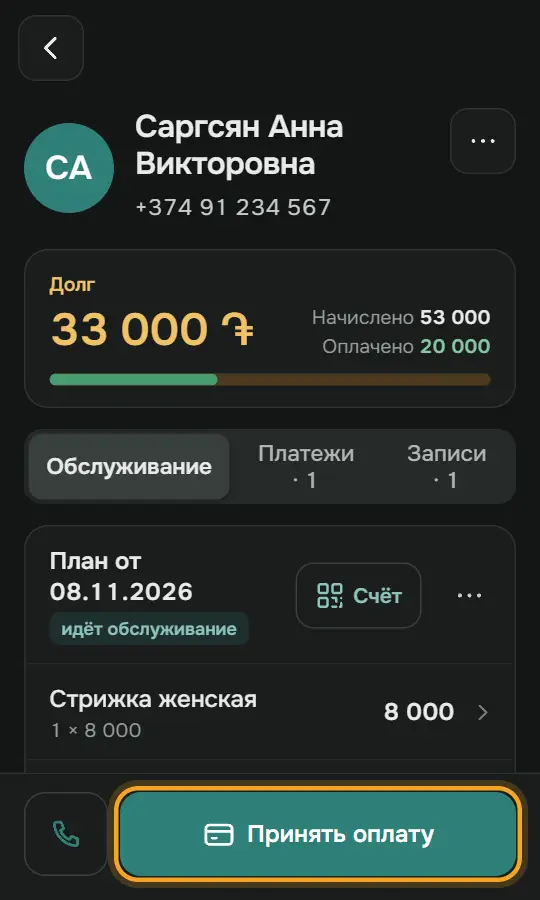 Саргсян Анна
Викторовна
СА
+374 91 234 567
Долг
33 000 ֏
Начислено 53 000
Оплачено 20 000
Обслуживание
Платежи
· 1
Записи
· 1
План от
08.11.2026
идёт обслуживание
Счёт
Стрижка женская
1 × 8 000
8 000
Принять оплату